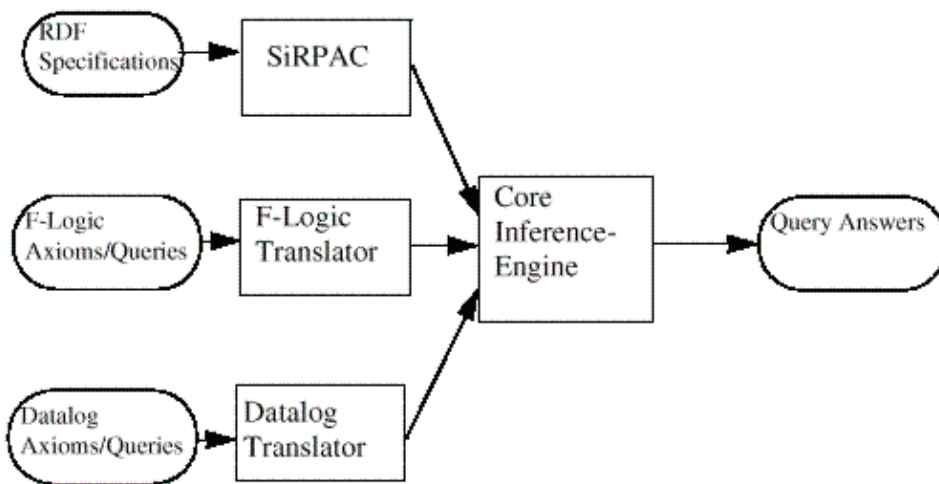 RDF
Specifications
SiRPAC
F-Logic
Axioms/Queries
F-Logic
Translator
Core
Inference-
Engine
Query Answers
Datalog
Axioms/Queries
Datalog
Translator